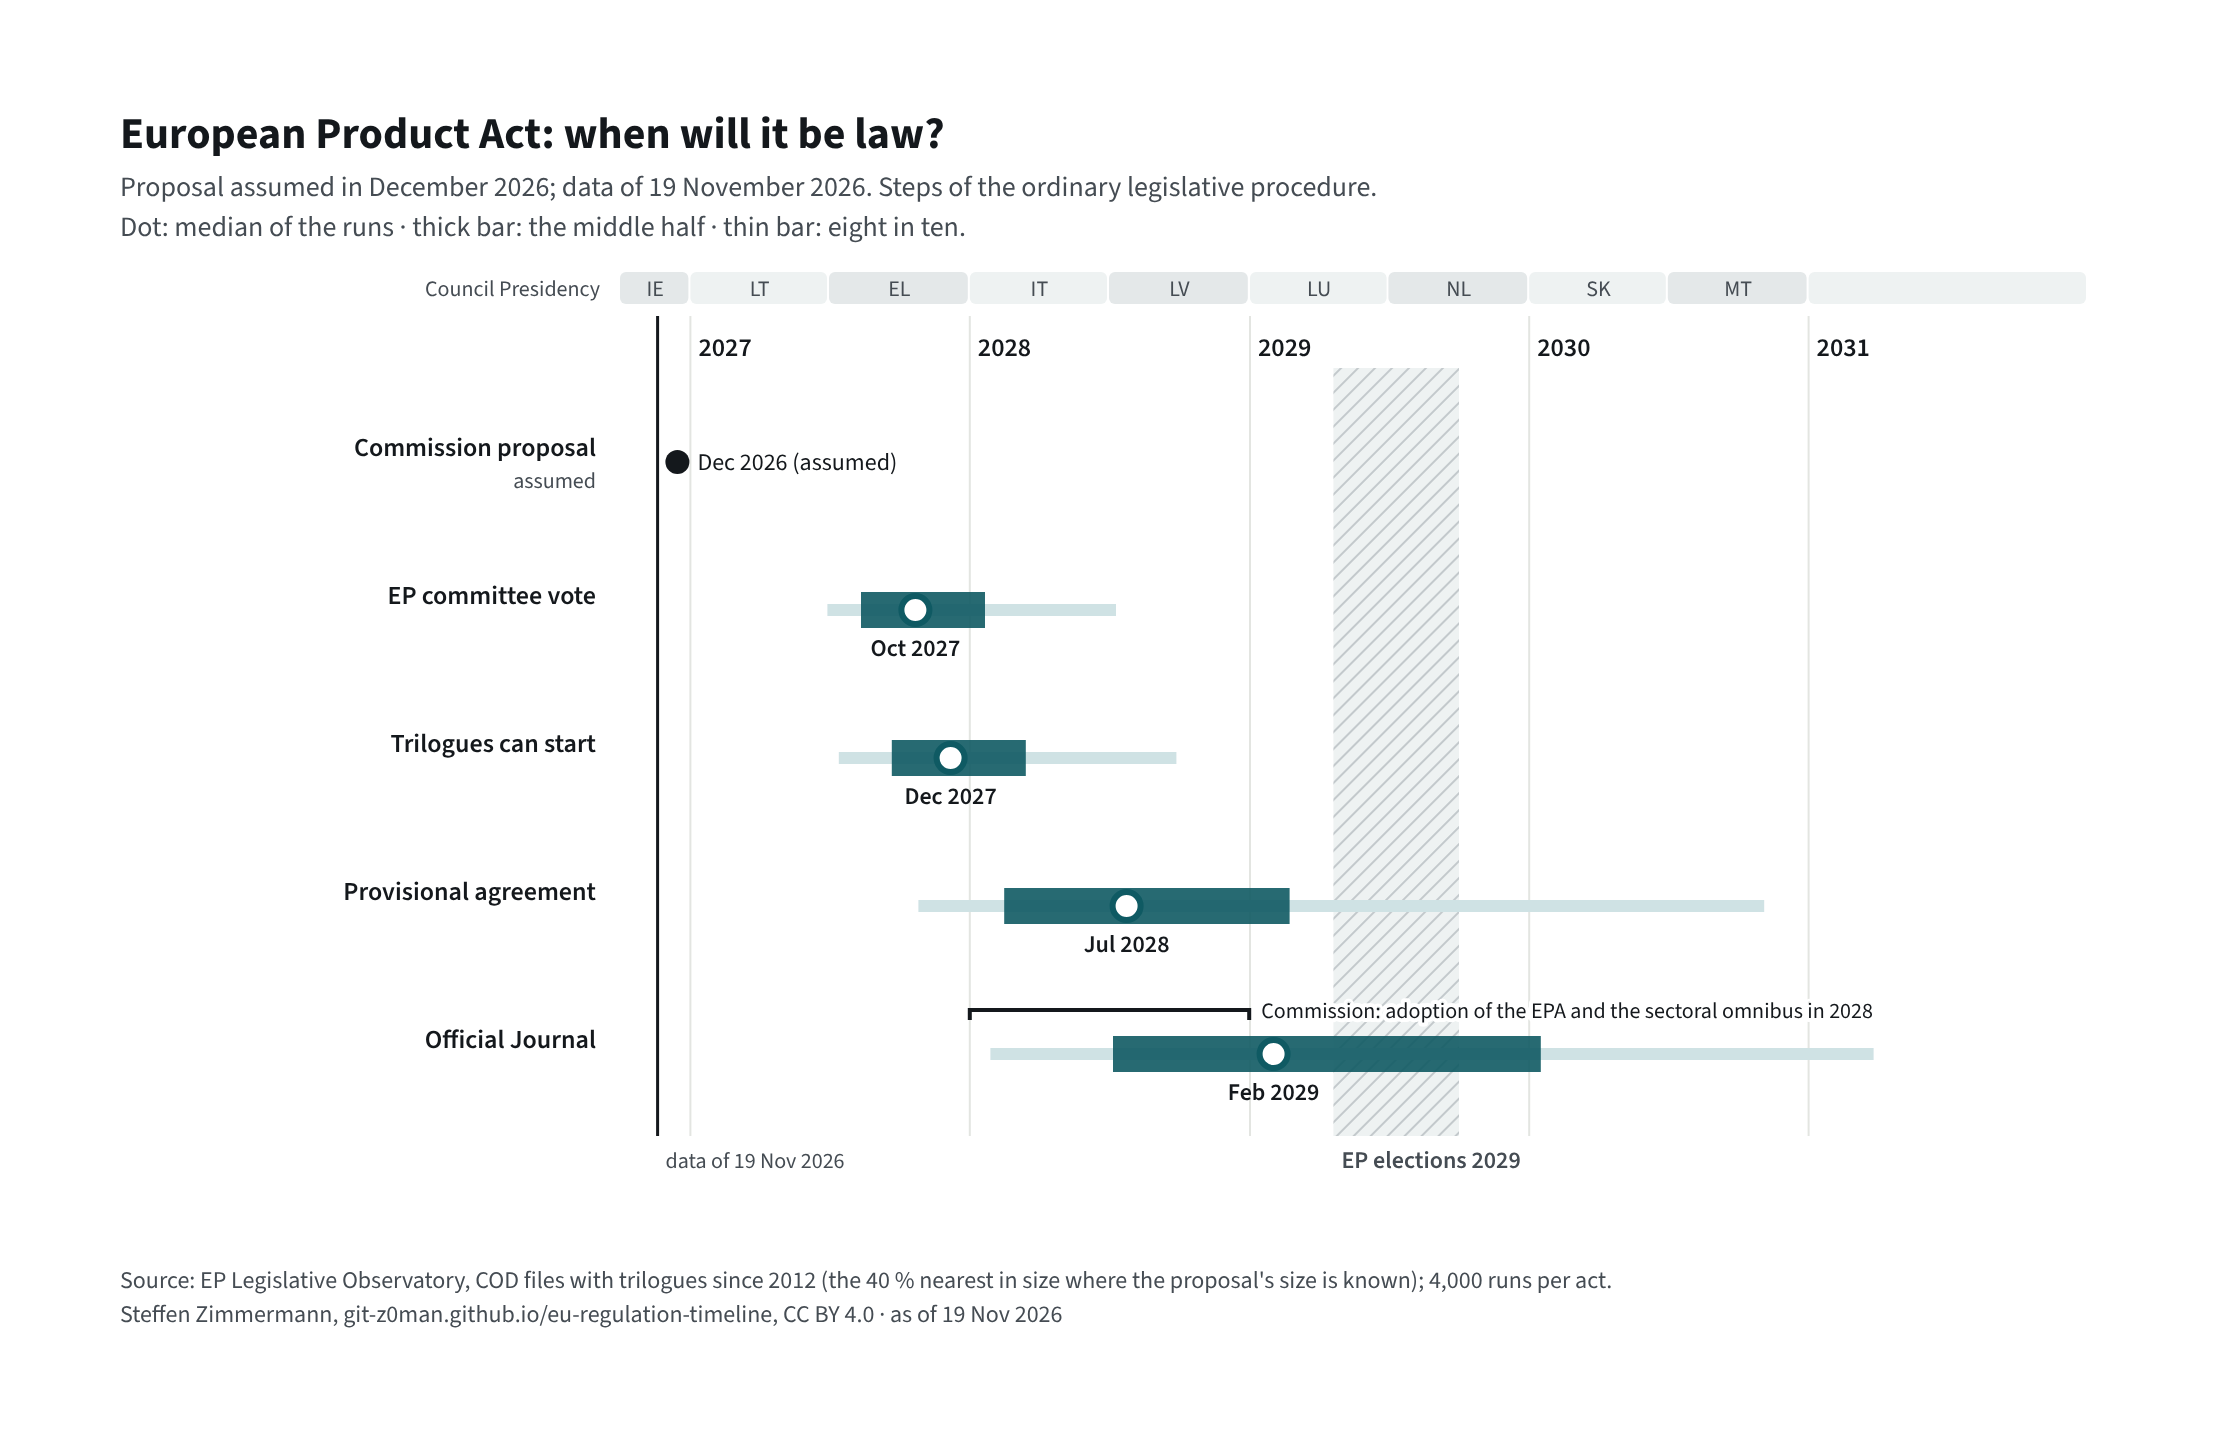 European Product Act: when will it be law?
Proposal assumed in December 2026; data of 19 November 2026. Steps of the ordinary legislative procedure.
Dot: median of the runs · thick bar: the middle half · thin bar: eight in ten.
Council Presidency IE LT EL IT LV LU NL SK MT
2027 2028 2029 2030 2031
Commission proposal
Dec 2026 (assumed)
assumed
EP committee vote
Oct 2027
Trilogues can start
Dec 2027
Provisional agreement
Jul 2028
Commission: adoption of the EPA and the sectoral omnibus in 2028
Official Journal
Feb 2029
data of 19 Nov 2026 EP elections 2029
Source: EP Legislative Observatory, COD files with trilogues since 2012 (the 40 % nearest in size where the proposal's size is known); 4,000 runs per act.
Steffen Zimmermann, git-z0man.github.io/eu-regulation-timeline, CC BY 4.0 · as of 19 Nov 2026